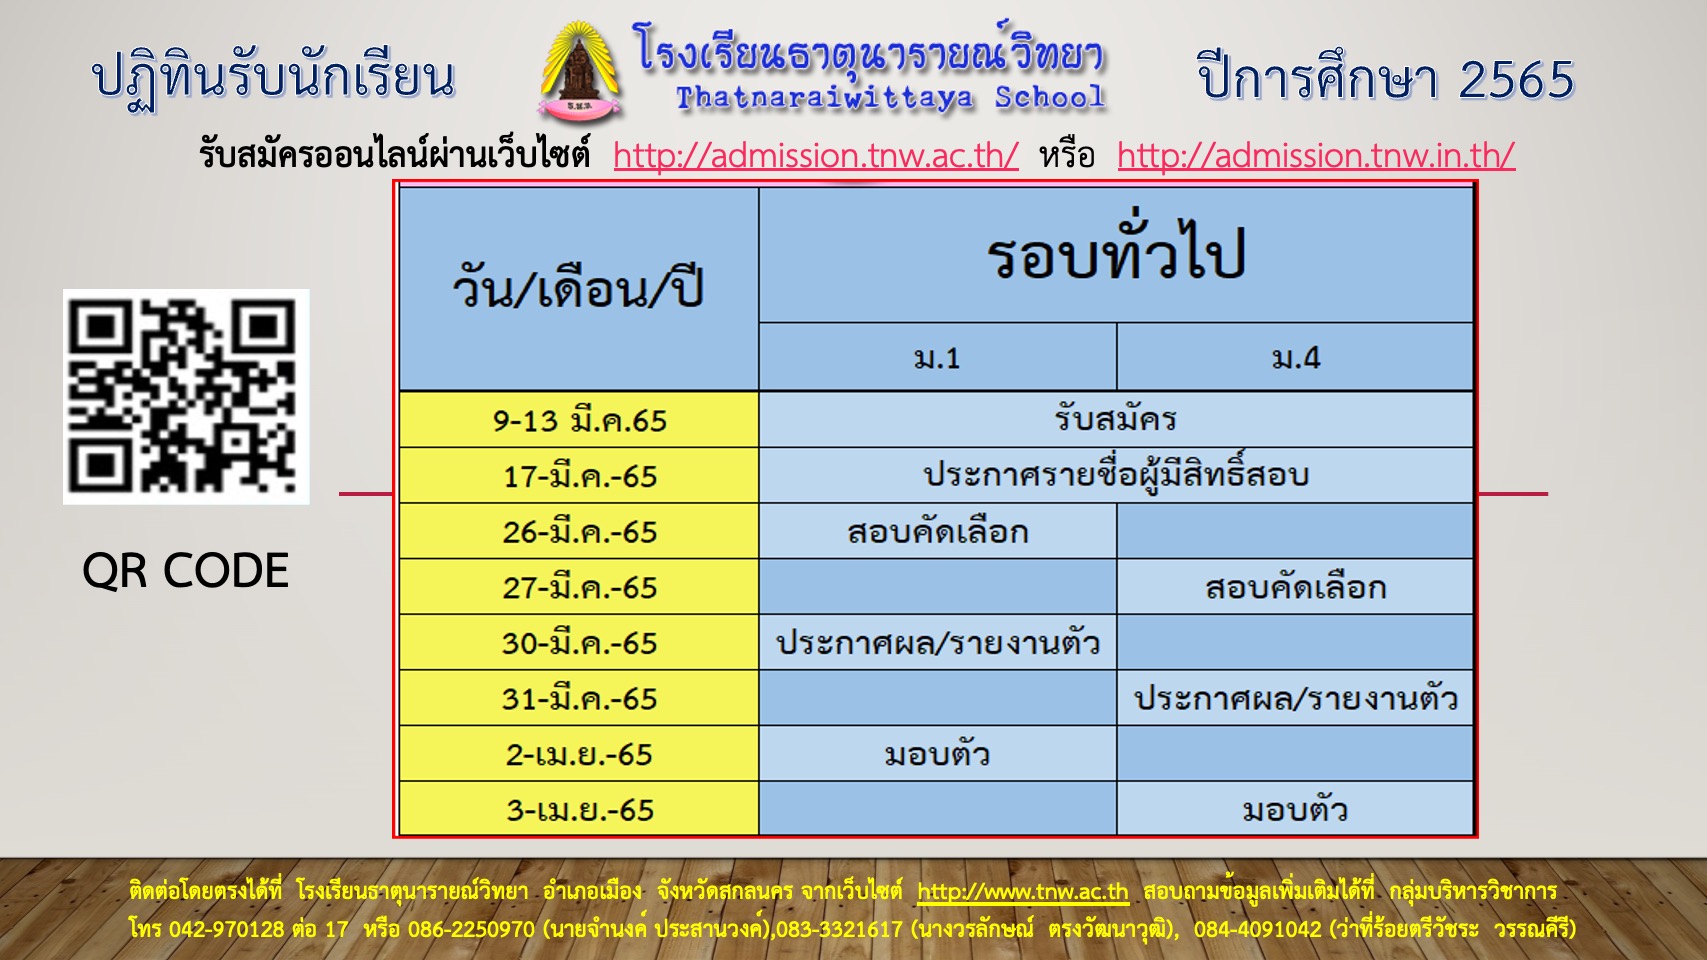 ปฏิทินรับนักเรียน
โรงเรียนธาตุนารายณ์วิทยา
Thatnaraiwittaya School
ธ.น.ว.
ปีการศึกษา 2565
รับสมัครออนไลน์ผ่านเว็บไซต์ http://admission.tnw.ac.th/ หรือ http://admission.tnw.in.th/
QR CODE
วัน/เดือน/ปี
รอบทั่วไป
ม.1 ม.4
9-13 มี.ค.65 รับสมัคร
17-มี.ค.-65 ประกาศรายชื่อผู้มีสิทธิ์สอบ
26-มี.ค.-65 สอบคัดเลือก
27-มี.ค.-65 สอบคัดเลือก
30-มี.ค.-65 ประกาศผล/รายงานตัว
31-มี.ค.-65 ประกาศผล/รายงานตัว
2-เม.ย.-65 มอบตัว
3-เม.ย.-65 มอบตัว
ติดต่อโดยตรงได้ที่ โรงเรียนธาตุนารายณ์วิทยา อำเภอเมือง จังหวัดสกลนคร จากเว็บไซต์ http://www.tnw.ac.th สอบถามข้อมูลเพิ่มเติมได้ที่ กลุ่มบริหารวิชาการ
โทร 042-970128 ต่อ 17 หรือ 086-2250970 (นายจำนงค์ ประสานวงค์),083-3321617 (นางวรลักษณ์ ตรงวัฒนาวุฒิ), 084-4091042 (ว่าที่ร้อยตรีวัชระ วรรณคีรี)